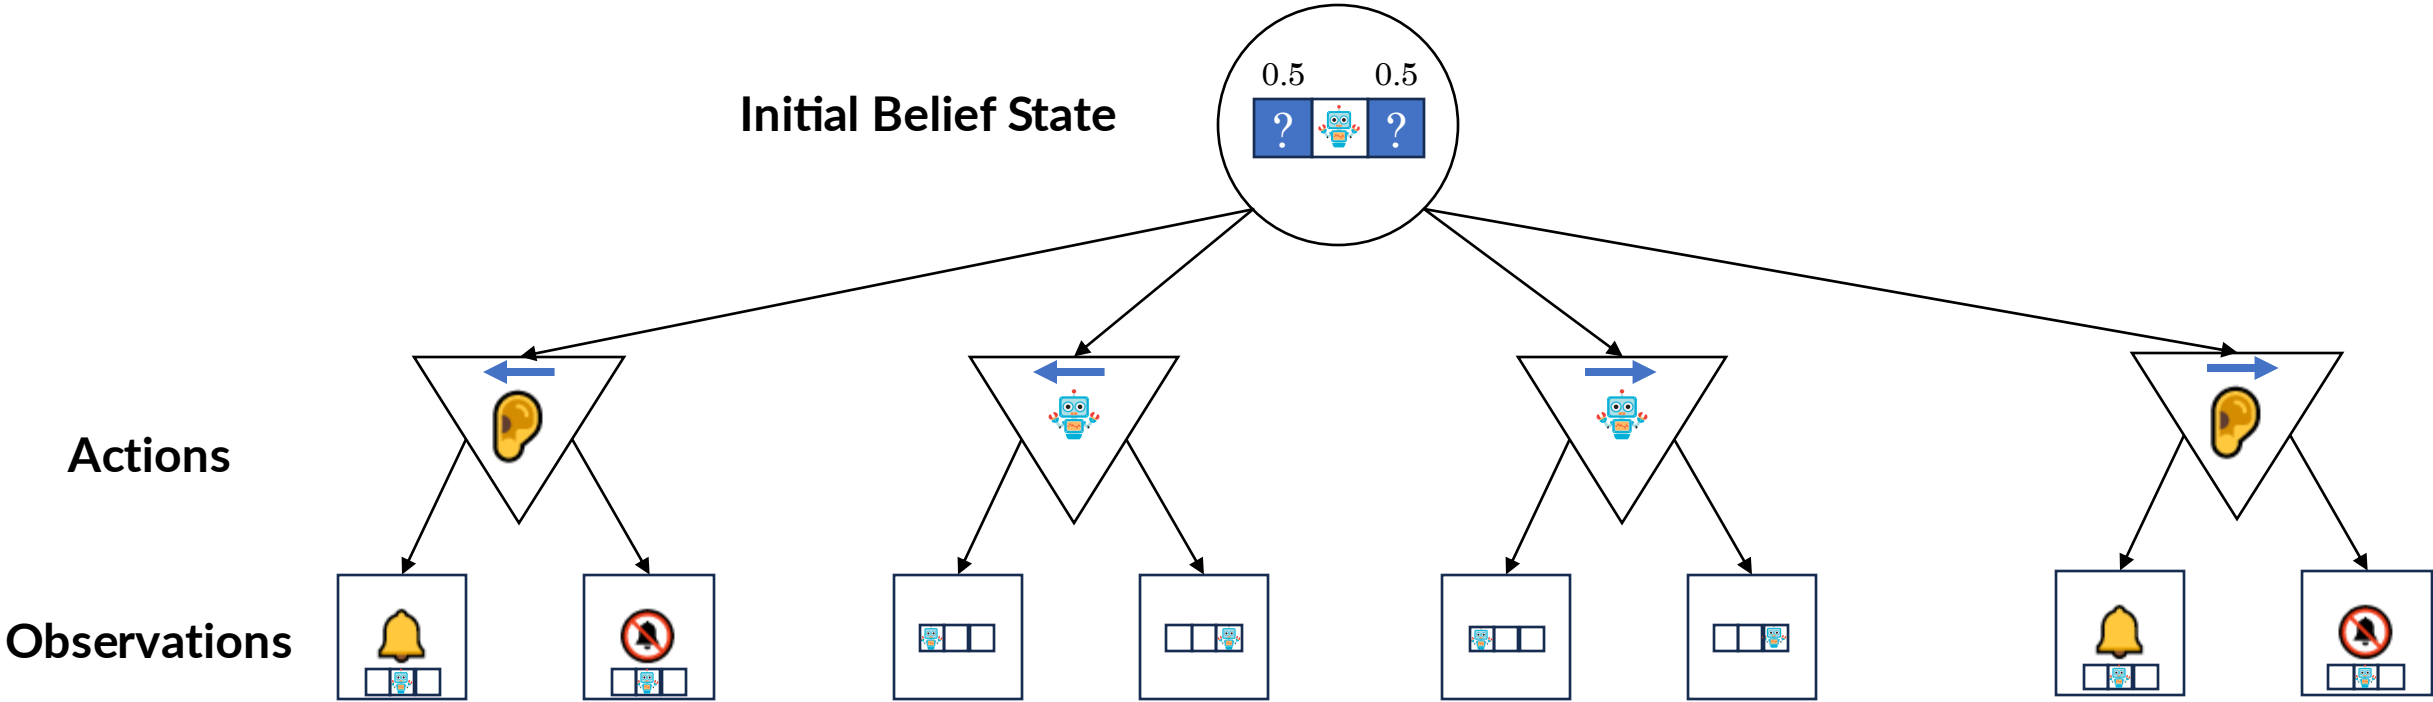 0.5 0.5
Initial Belief State
? ?
Actions
Observations